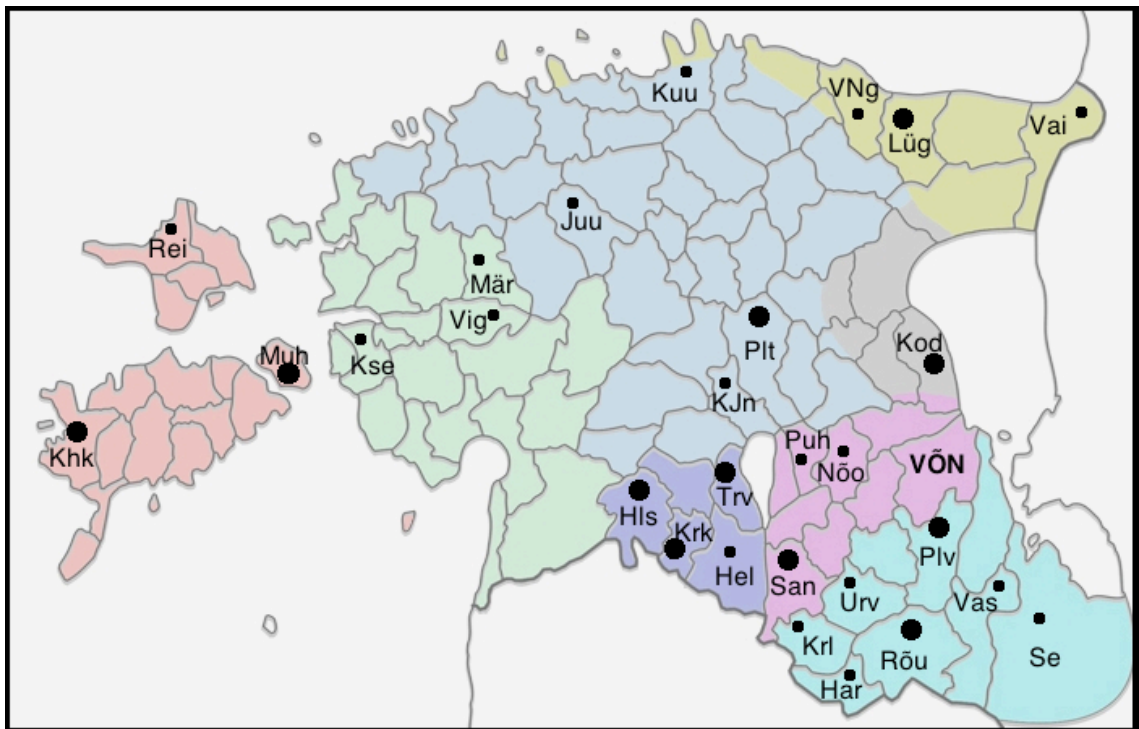 Kuu
VNg
Lüg
Vai
Rei
Juu
Mär
Vig
Kse
Muh
Plt
Kod
KJn
Khk
Puh
Nõo
VÕN
Trv
Hls
Krk
Hel
San
Plv
Urv
Vas
Krl
Rõu
Se
Har